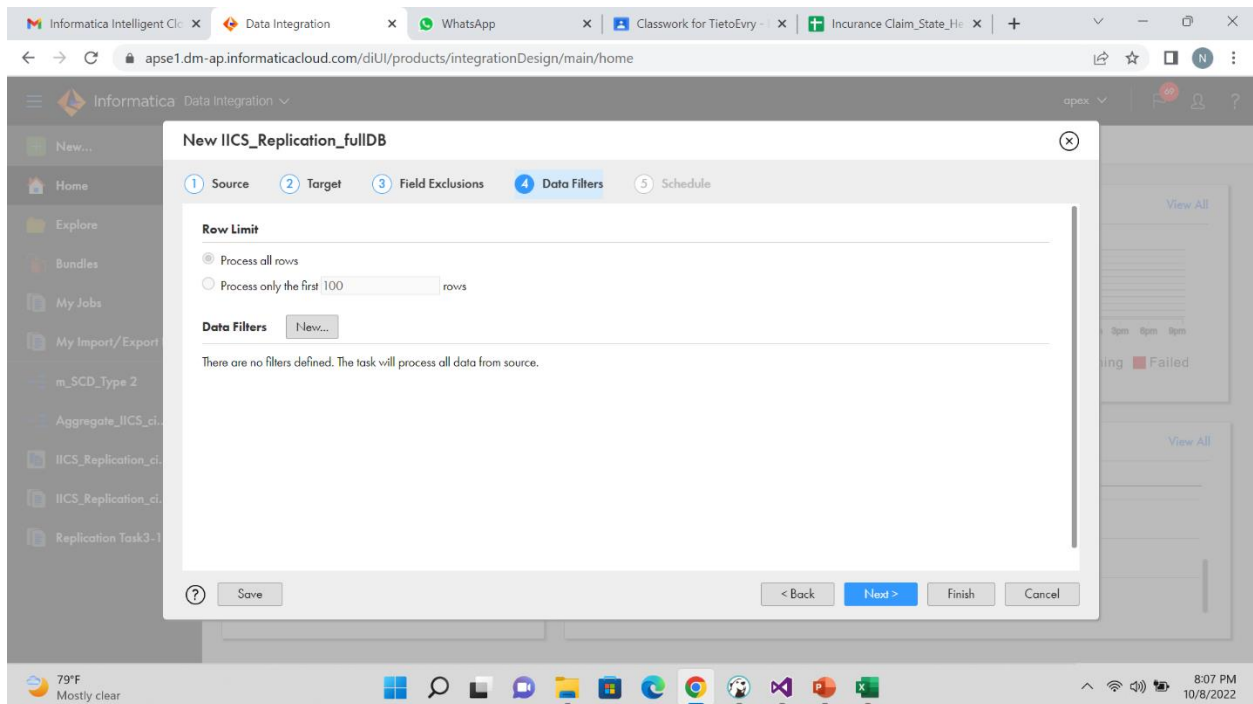 Informatica Intelligent Clo
Data Integration
WhatsApp
Classwork for TietoEvry -
Incurance Claim_State_He
apse1.dm-ap.informaticacloud.com/diUI/products/integrationDesign/main/home
N
Informatica Data Integration
apex
69
?
New...
Home
Explore
Bundles
My Jobs
My Import/Export
m_SCD_Type 2
Aggregate_IICS_ci..
IICS_Replication_ci.
IICS_Replication_ci.
Replication Task3-1
New IICS_Replication_fullDB
1 Source 2 Target 3 Field Exclusions 4 Data Filters 5 Schedule
Row Limit
Process all rows
Process only the first 100 rows
Data Filters New...
There are no filters defined. The task will process all data from source.
? Save < Back Next > Finish Cancel
View All
Failed
View All
79°F
Mostly clear
8:07 PM
10/8/2022